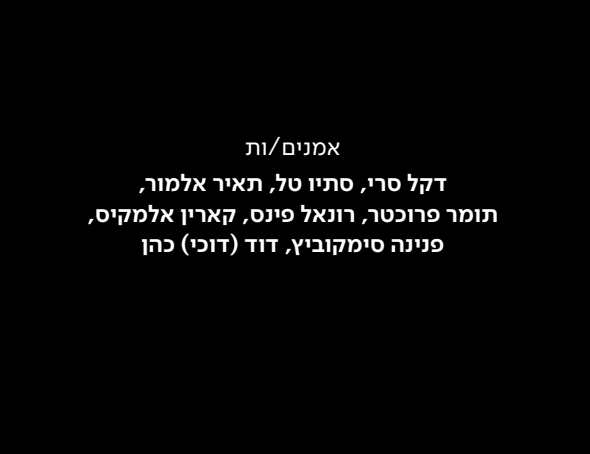 אמנים/ות
דקל סרי, סתיו טל, תאיר אלמור,
תומר פרוכטר, רונאל פינס, קארין אלמקיס,
פנינה סימקוביץ, דוד (דוכי) כהן